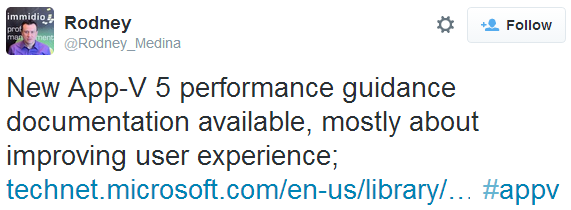 immidio
Rodney
@Rodney_Medina
Follow
New App-V 5 performance guidance
documentation available, mostly about
improving user experience;
technet.microsoft.com/en-us/library/… #appv